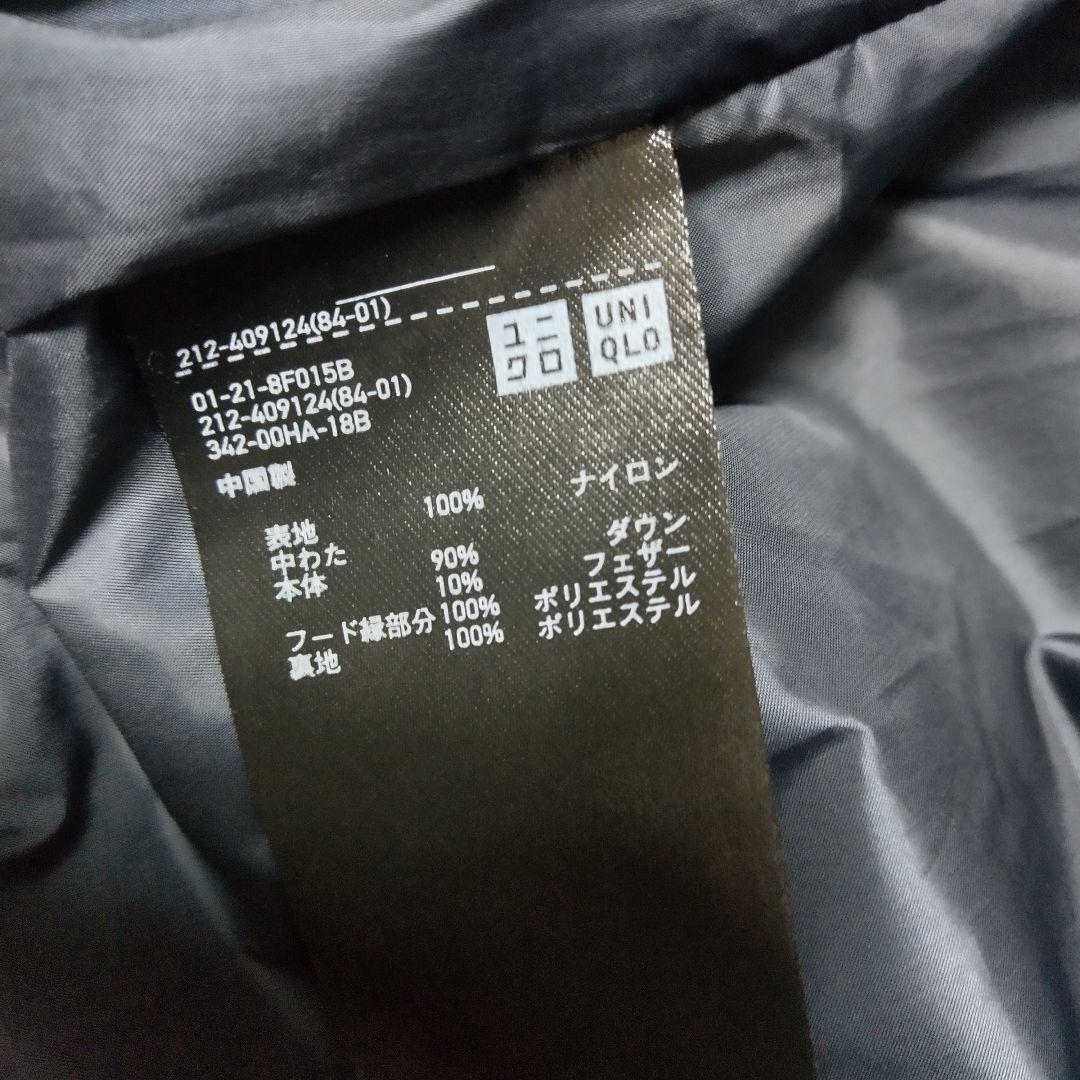 212-409124(84-01)
ユニクロ
UNIQLO
01-21-8F015B
212-409124(84-01)
342-00HA-18B
中国製
表地 100% ナイロン
中わた
本体 90% ダウン
10% フェザー
フード縁部分 100% ポリエステル
裏地 100% ポリエステル